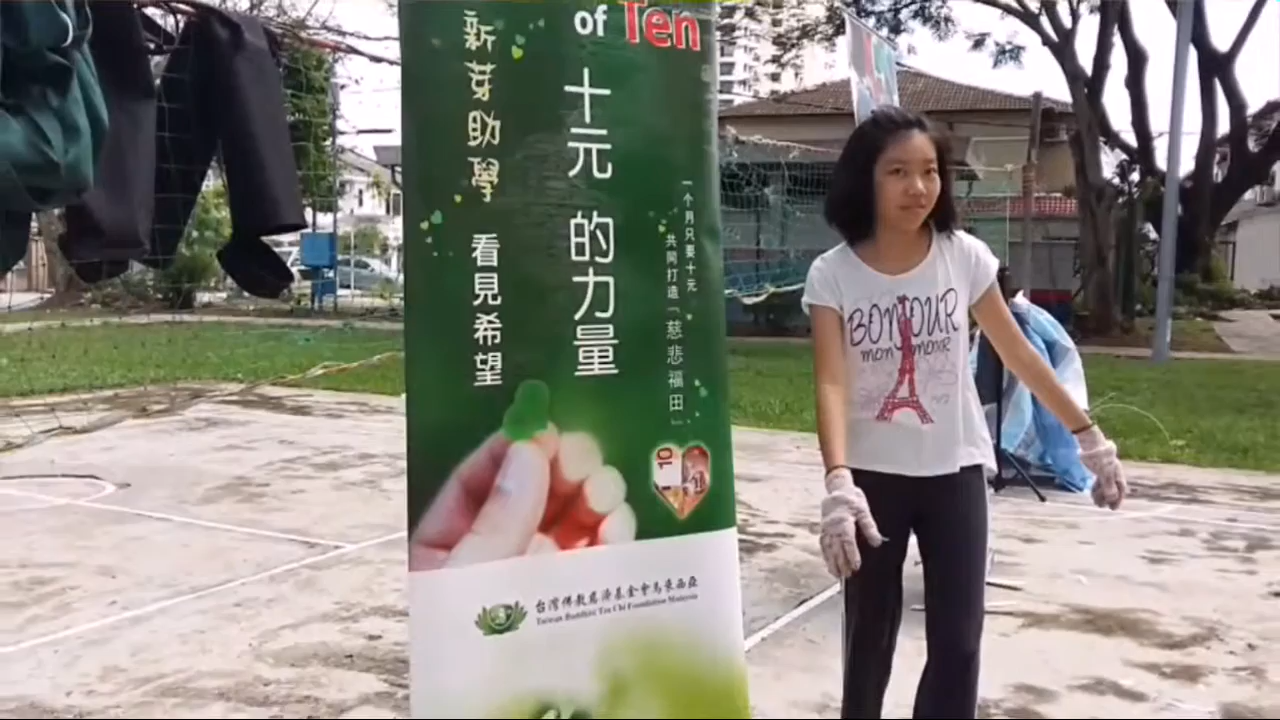 of Ten
新芽助學 看見希望
十元的力量
一个月只要十元
共同打造「慈悲福田」
10
台灣佛教慈濟基金會馬來西亞
Taiwan Buddhist Tzu Chi Foundation Malaysia
BONJOUR
mon amour